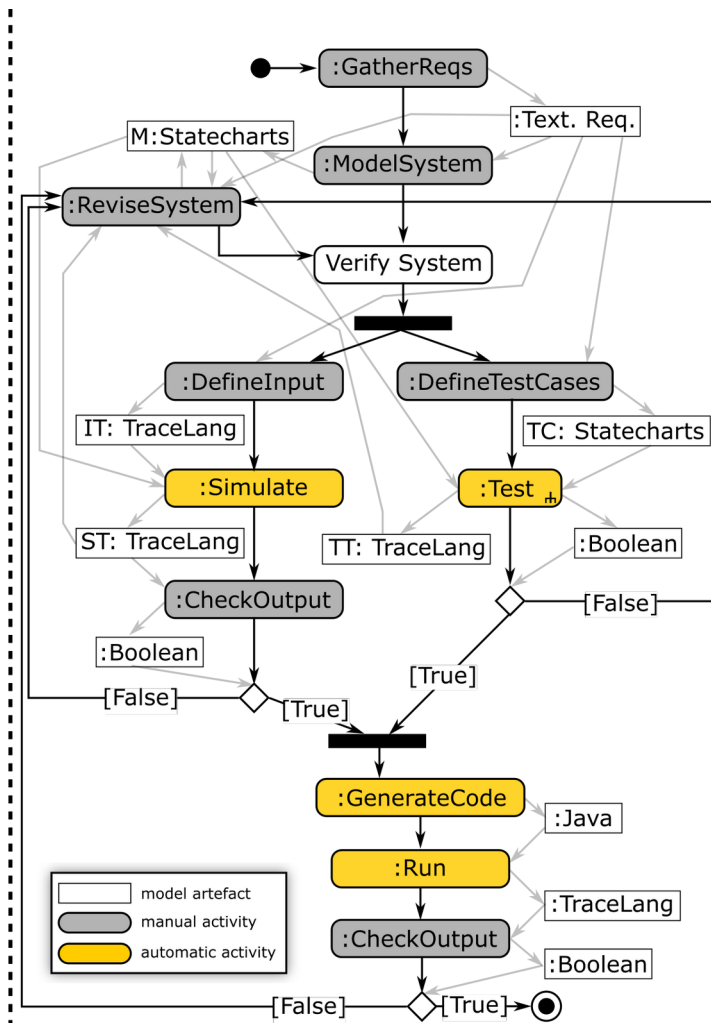 :GatherReqs
:Text. Req.
M:Statecharts
:ModelSystem
:ReviseSystem
Verify System
:DefineInput
:DefineTestCases
IT: TraceLang
TC: Statecharts
:Simulate
:Test
ST: TraceLang
TT: TraceLang
:Boolean
:CheckOutput
[False]
:Boolean
[True]
[False]
[True]
:GenerateCode
:Java
:Run
model artefact
:TraceLang
manual activity
:CheckOutput
automatic activity
:Boolean
[False]
[True]